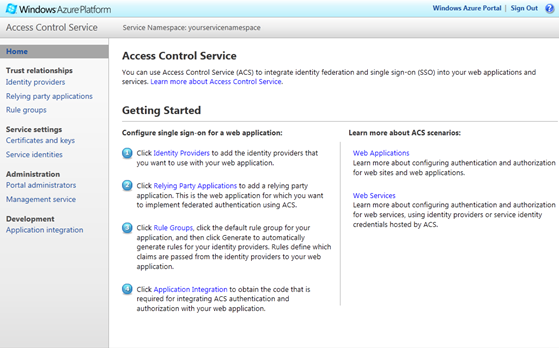 Windows Azure Platform
Windows Azure Portal | Sign Out ?
Access Control Service
Service Namespace: yourservicenamespace
Home
Trust relationships
Identity providers
Relying party applications
Rule groups
Service settings
Certificates and keys
Service identities
Administration
Portal administrators
Management service
Development
Application integration
Access Control Service
You can use Access Control Service (ACS) to integrate identity federation and single sign-on (SSO) into your web applications and
services. Learn more about Access Control Service.
Getting Started
Configure single sign-on for a web application:
1 Click Identity Providers to add the identity providers that
you want to use with your web application.
2 Click Relying Party Applications to add a relying party
application. This is the web application for which you want
to implement federated authentication using ACS.
3 Click Rule Groups, click the default rule group for your
application, and then click Generate to automatically
generate rules for your identity providers. Rules define which
claims are passed from the identity providers to your web
application.
4 Click Application Integration to obtain the code that is
required for integrating ACS authentication and
authorization with your web application.
Learn more about ACS scenarios:
Web Applications
Learn more about configuring authentication and authorization
for web sites and web applications.
Web Services
Learn more about configuring authentication and authorization
for web services, using identity providers or service identity
credentials hosted by ACS.